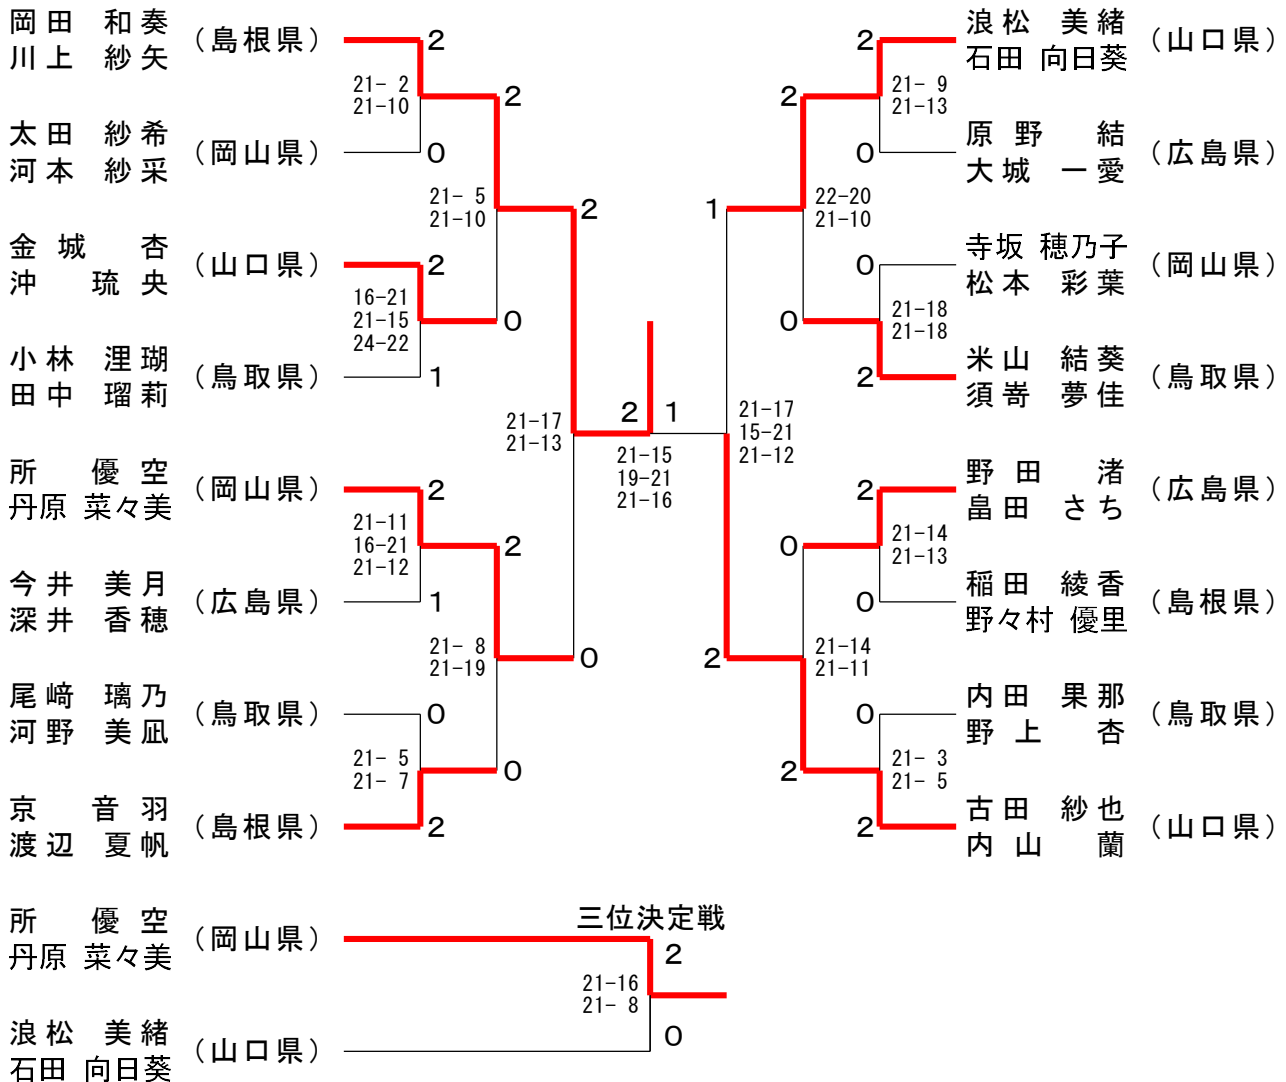 岡田 和奏
川上 紗矢
（島根県）
2
21- 2
21-10
太田 紗希
河本 紗采
（岡山県）
0
2
21- 5
21-10
金城 杏
沖 琉央
（山口県）
2
16-21
21-15
24-22
小林 浬瑚
田中 瑠莉
（鳥取県）
1
0
2
21-17
21-13
所 優空
丹原 菜々美
（岡山県）
2
21-11
16-21
21-12
今井 美月
深井 香穂
（広島県）
1
2
21- 8
21-19
尾﨑 璃乃
河野 美凪
（鳥取県）
0
21- 5
21- 7
京 音羽
渡辺 夏帆
（島根県）
2
0
0
2
1
21-15
19-21
21-16
浪松 美緒
石田 向日葵
（山口県）
2
21- 9
21-13
原野 結
大城 一愛
（広島県）
0
2
22-20
21-10
寺坂 穂乃子
松本 彩葉
（岡山県）
0
21-18
21-18
米山 結葵
須嵜 夢佳
（鳥取県）
2
0
1
21-17
15-21
21-12
野田 渚
畠田 さち
（広島県）
2
21-14
21-13
稲田 綾香
野々村 優里
（島根県）
0
0
21-14
21-11
内田 果那
野上 杏
（鳥取県）
0
21- 3
21- 5
古田 紗也
内山 蘭
（山口県）
2
2
2
三位決定戦
所 優空
丹原 菜々美
（岡山県）
2
21-16
21- 8
浪松 美緒
石田 向日葵
（山口県）
0